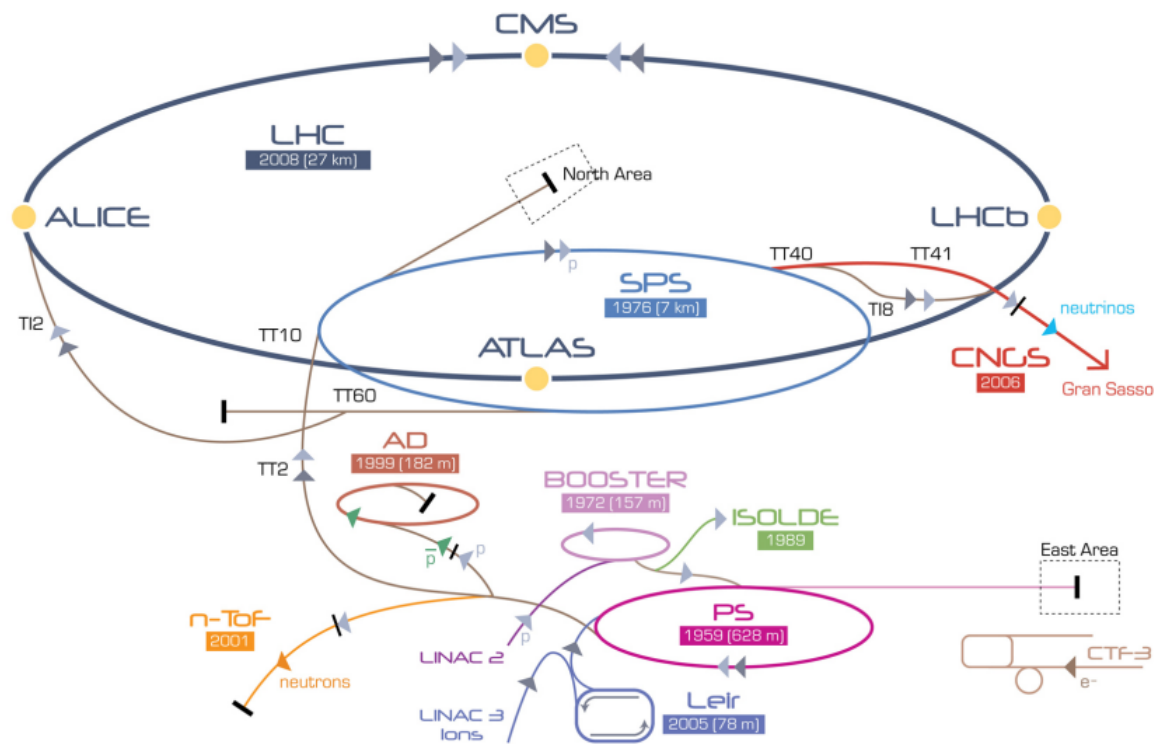 CMS
LHC
2008 (27 km)
North Area
ALICE
LHCb
TT40
TT41
p
SPS
1976 (7 km)
TI8
neutrinos
TI2
TT10
ATLAS
CNGS
2006
Gran Sasso
TT60
AD
1999 (182 m)
TT2
BOOSTER
1972 (157 m)
ISOLDE
1989
p
p
East Area
n-ToF
2001
PS
1959 (628 m)
p
LINAC 2
neutrons
CTF-3
e-
LINAC 3
Ions
Leir
2005 (78 m)